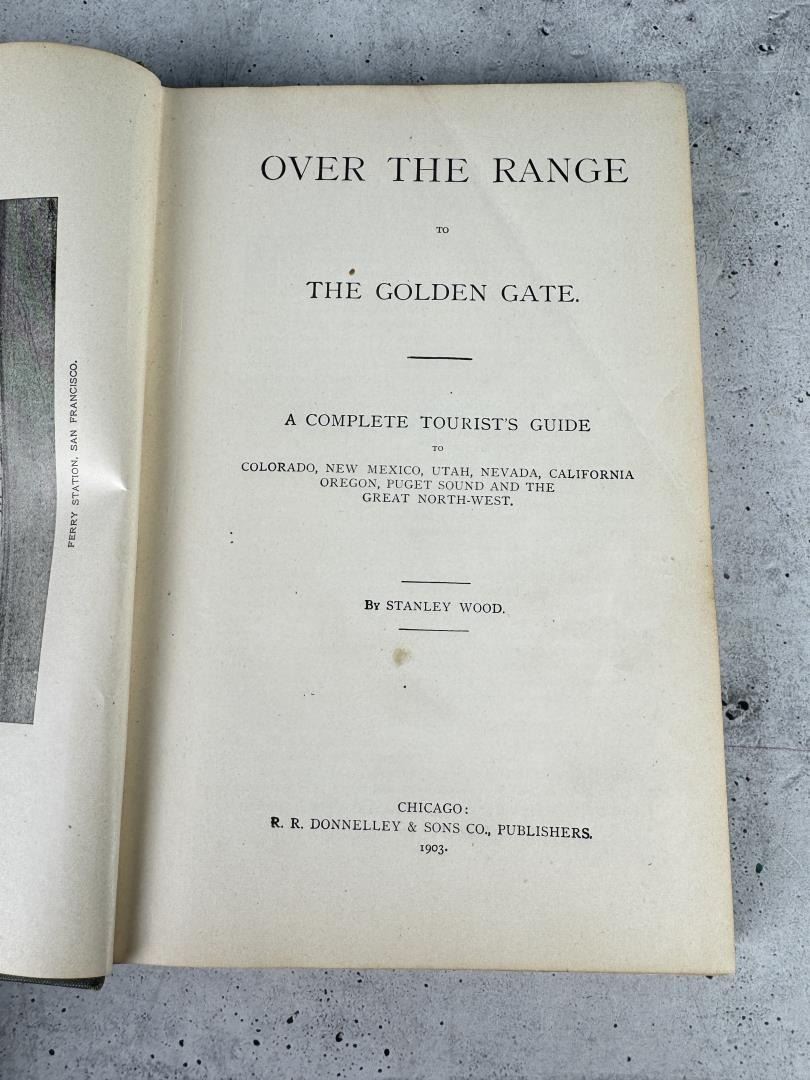 FERRY STATION, SAN FRANCISCO.
OVER THE RANGE
TO
THE GOLDEN GATE.
A COMPLETE TOURIST'S GUIDE
TO
COLORADO, NEW MEXICO, UTAH, NEVADA, CALIFORNIA
OREGON, PUGET SOUND AND THE
GREAT NORTH-WEST.
By STANLEY WOOD.
CHICAGO:
R. R. DONNELLEY & SONS CO., PUBLISHERS.
1903.